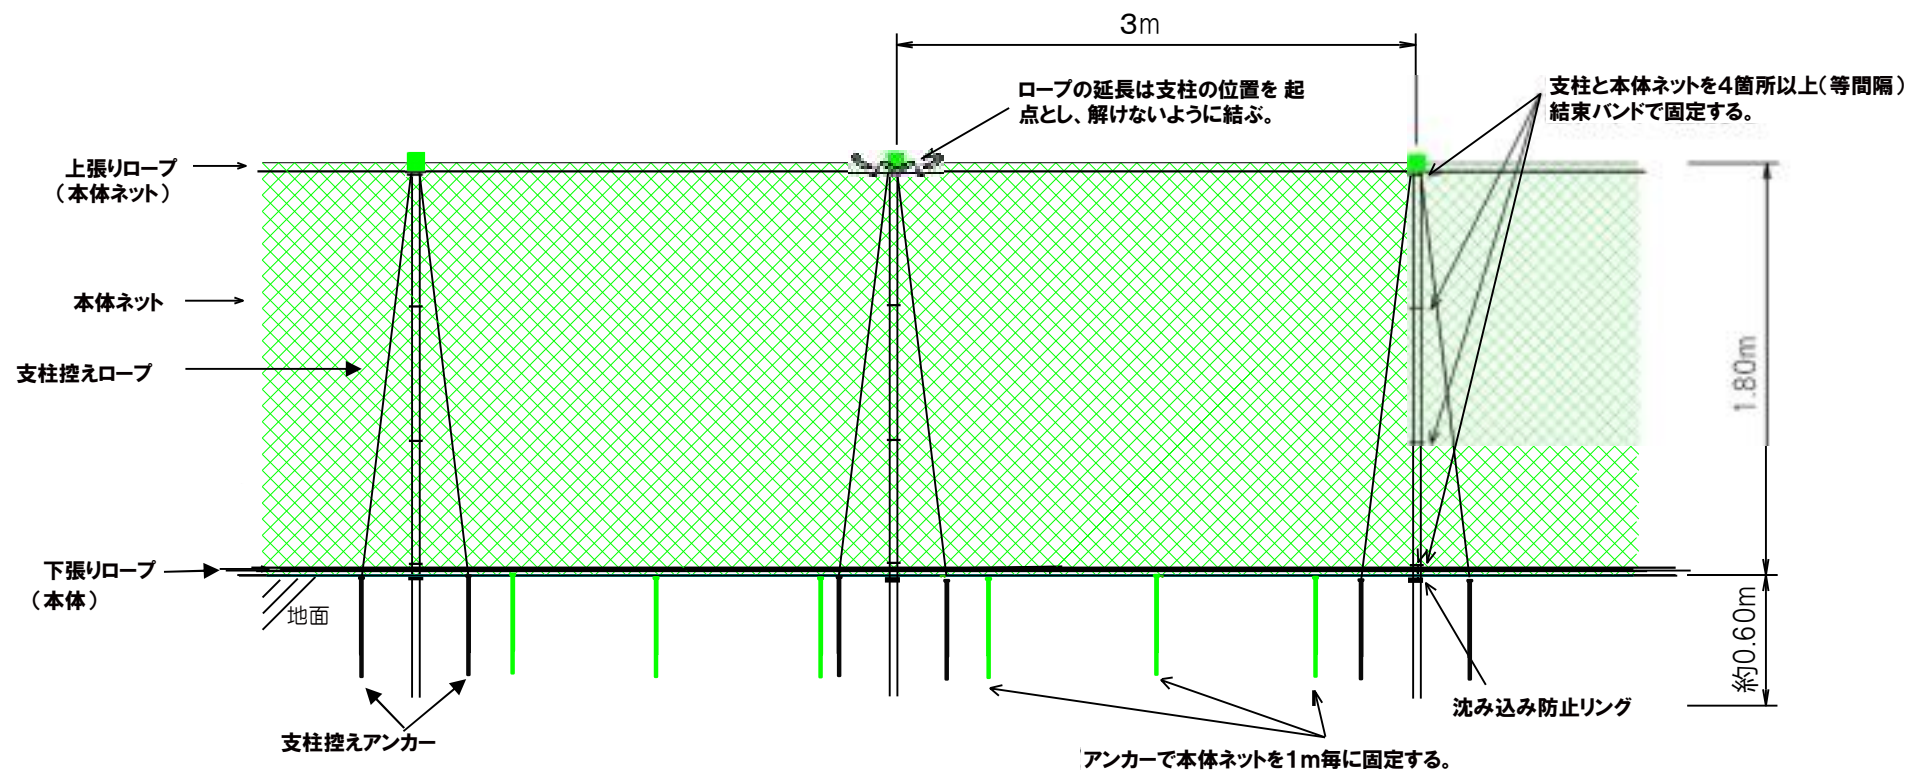 3m
ロープの延長は支柱の位置を 起
点とし、解けないように結ぶ。
支柱と本体ネットを4箇所以上(等間隔)
結束バンドで固定する。
上張りロープ
(本体ネット)
本体ネット
支柱控えロープ
1.80m
下張りロープ
(本体)
地面
約0.60m
沈み込み防止リング
支柱控えアンカー
アンカーで本体ネットを1m毎に固定する。